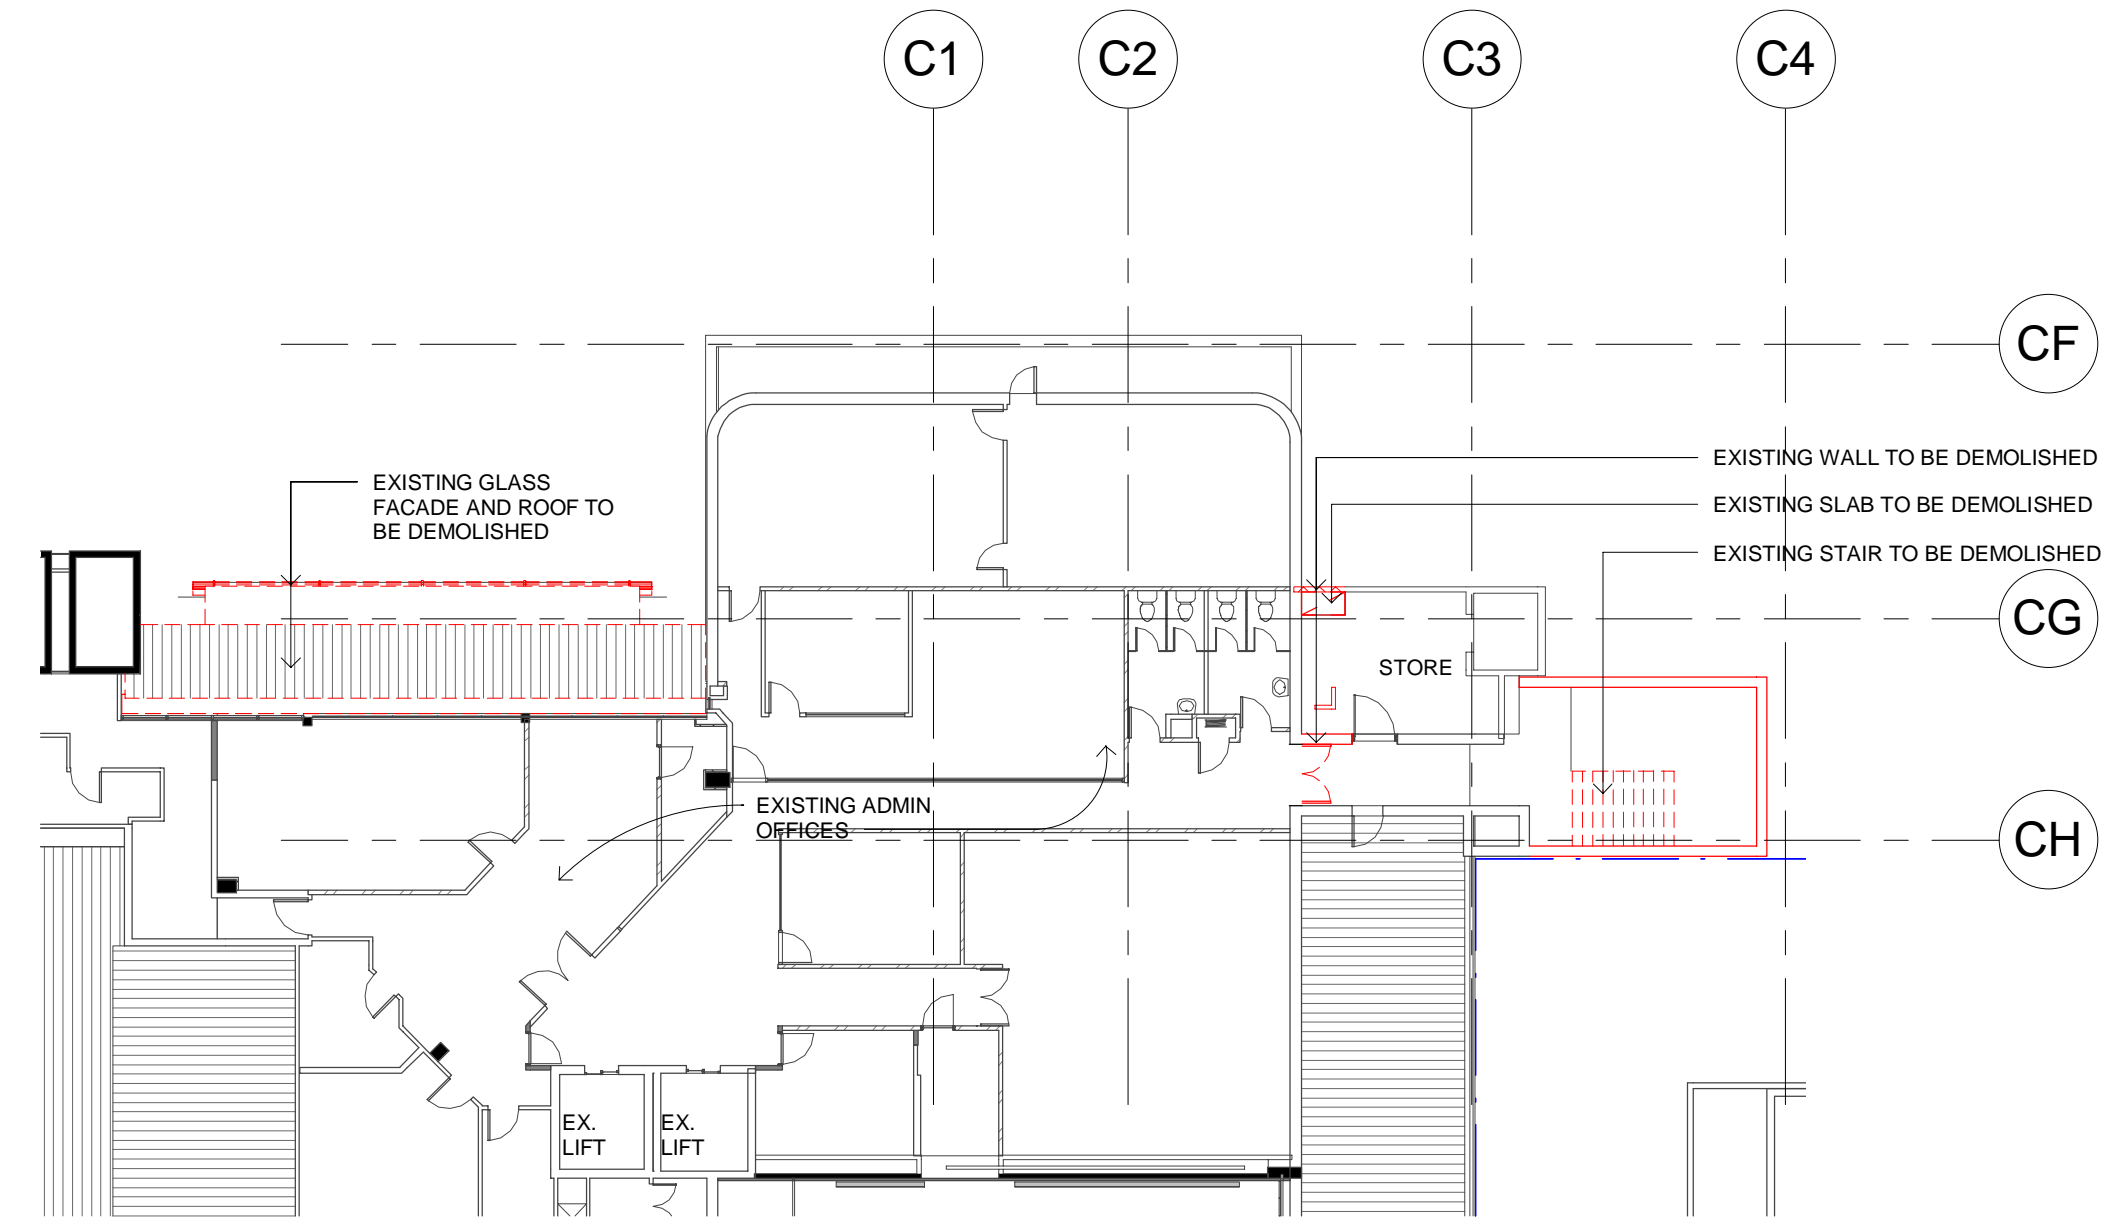 C1
C2
C3
C4
CF
EXISTING WALL TO BE DEMOLISHED
EXISTING GLASS
FACADE AND ROOF TO
BE DEMOLISHED
EXISTING SLAB TO BE DEMOLISHED
EXISTING STAIR TO BE DEMOLISHED
CG
STORE
EXISTING ADMIN
OFFICES
CH
EX.
LIFT
EX.
LIFT